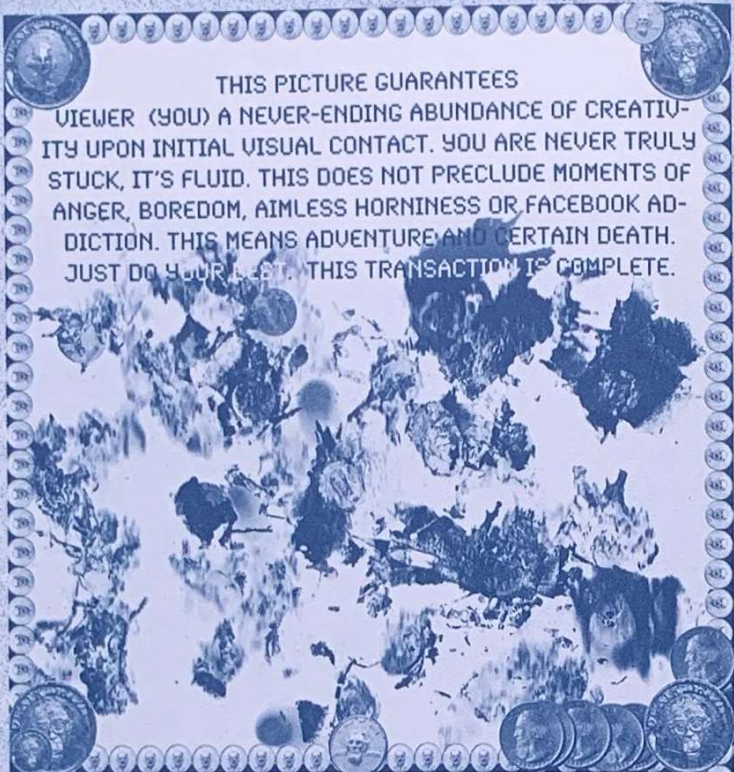 THIS PICTURE GUARANTEES
VIEWER (YOU) A NEVER-ENDING ABUNDANCE OF CREATIV-
ITY UPON INITIAL VISUAL CONTACT. YOU ARE NEVER TRULY
STUCK, IT'S FLUID. THIS DOES NOT PRECLUDE MOMENTS OF
ANGER, BOREDOM, AIMLESS HORNINESS OR FACEBOOK AD-
DICTION. THIS MEANS ADVENTURE AND CERTAIN DEATH.
JUST DO YOUR BEST. THIS TRANSACTION IS COMPLETE.